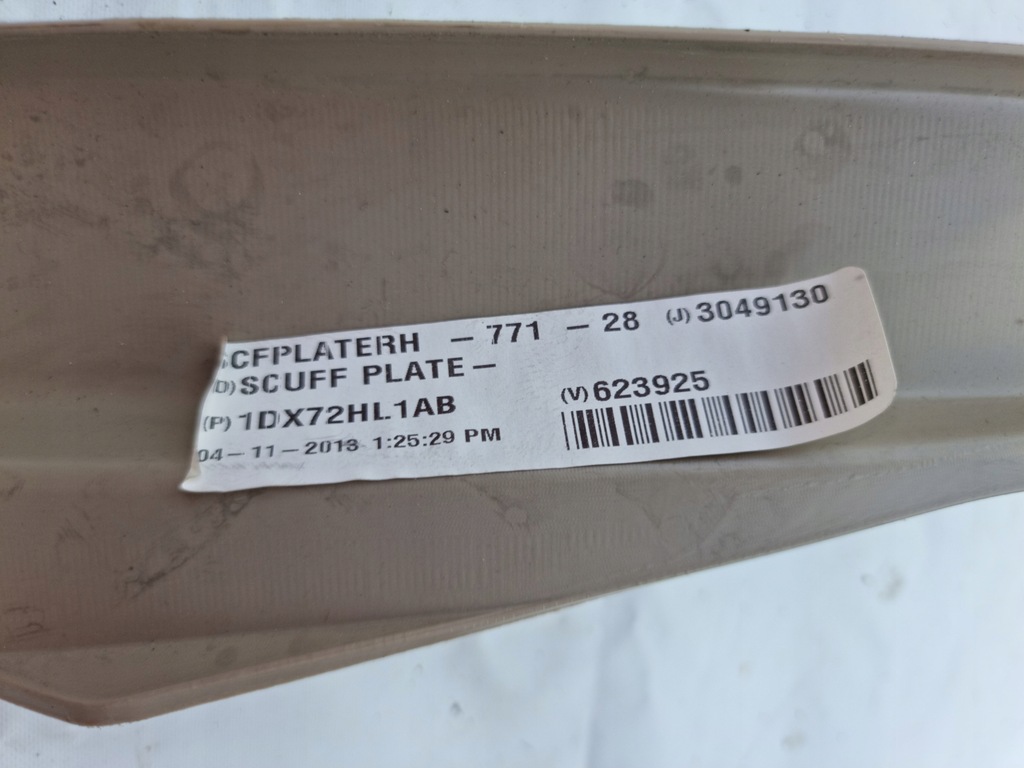 CFPLATERH - 771 - 28 (J) 3049130
(D) SCUFF PLATE-
(P) 1DX72HL1AB (V) 623925
04-11-2013 1:25:29 PM